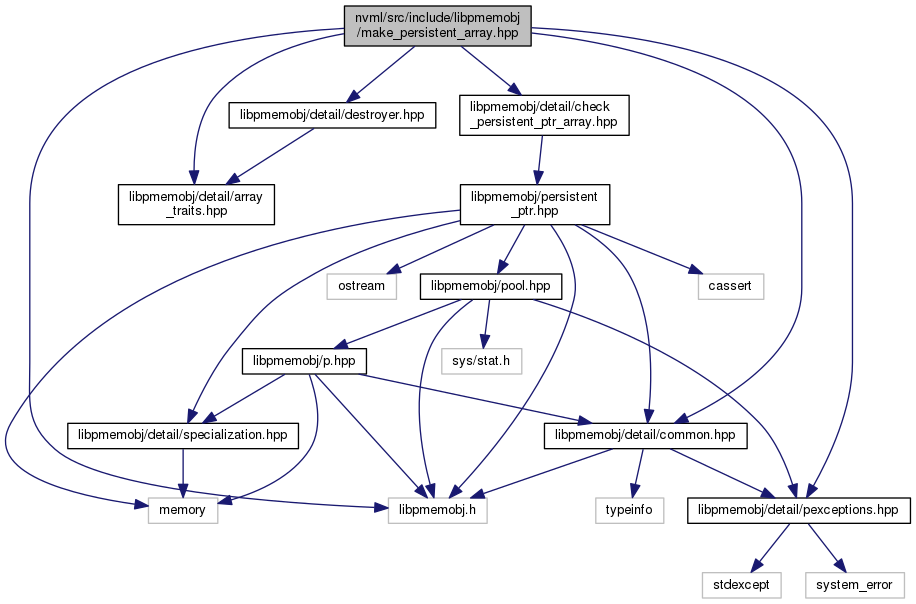 nvml/src/include/libpmemobj
/make_persistent_array.hpp
libpmemobj/detail/destroyer.hpp
libpmemobj/detail/check
_persistent_ptr_array.hpp
libpmemobj/detail/array
_traits.hpp
libpmemobj/persistent
_ptr.hpp
ostream
libpmemobj/pool.hpp
cassert
libpmemobj/p.hpp
sys/stat.h
libpmemobj/detail/specialization.hpp
libpmemobj/detail/common.hpp
memory
libpmemobj.h
typeinfo
libpmemobj/detail/pexceptions.hpp
stdexcept
system_error